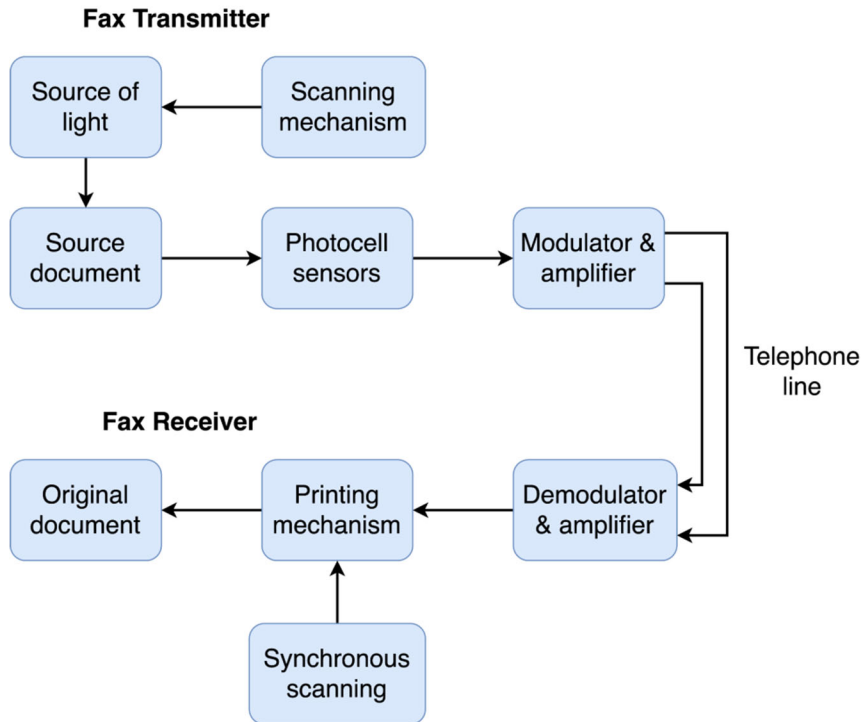 Fax Transmitter
Source of
light
Scanning
mechanism
Source
document
Photocell
sensors
Modulator &
amplifier
Telephone
line
Fax Receiver
Original
document
Printing
mechanism
Demodulator
& amplifier
Synchronous
scanning